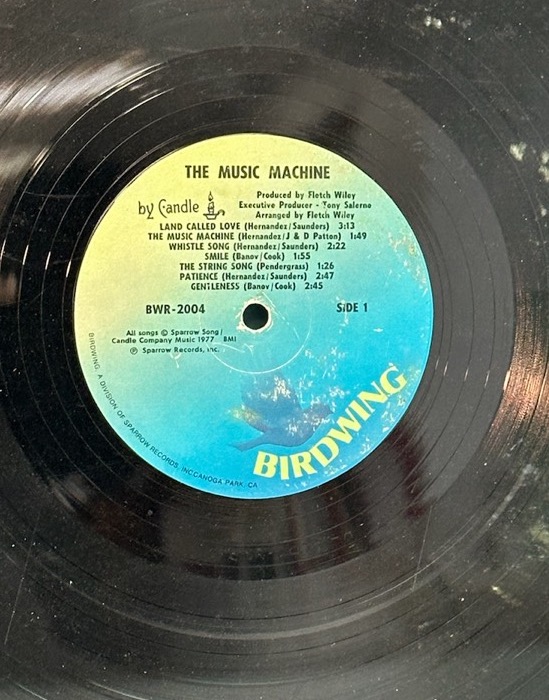 THE MUSIC MACHINE
by Candle
Produced by Fletch Wiley
Executive Producer - Tony Salerno
Arranged by Fletch Wiley
LAND CALLED LOVE (Hernandez/Saunders) 3:13
THE MUSIC MACHINE (Hernandez/J & D Patton) 1:49
WHISTLE SONG (Hernandez/Saunders) 2:22
SMILE (Banov/Cook) 1:55
THE STRING SONG (Pendergrass) 1:26
PATIENCE (Hernandez/Saunders) 2:47
GENTLENESS (Banov/Cook) 2:45
BWR-2004 SIDE 1
All songs © Sparrow Song/
Candle Company Music 1977 BMI
℗ Sparrow Records, Inc.
BIRDWING, A DIVISION OF SPARROW RECORDS, INC. CANOGA PARK, CA
BIRDWING